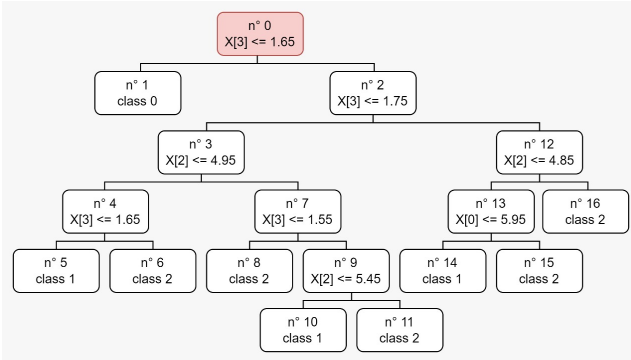 n° 0
X[3] <= 1.65
n° 1
class 0
n° 2
X[3] <= 1.75
n° 3
X[2] <= 4.95
n° 12
X[2] <= 4.85
n° 4
X[3] <= 1.65
n° 7
X[3] <= 1.55
n° 13
X[0] <= 5.95
n° 16
class 2
n° 5
class 1
n° 6
class 2
n° 8
class 2
n° 9
X[2] <= 5.45
n° 14
class 1
n° 15
class 2
n° 10
class 1
n° 11
class 2